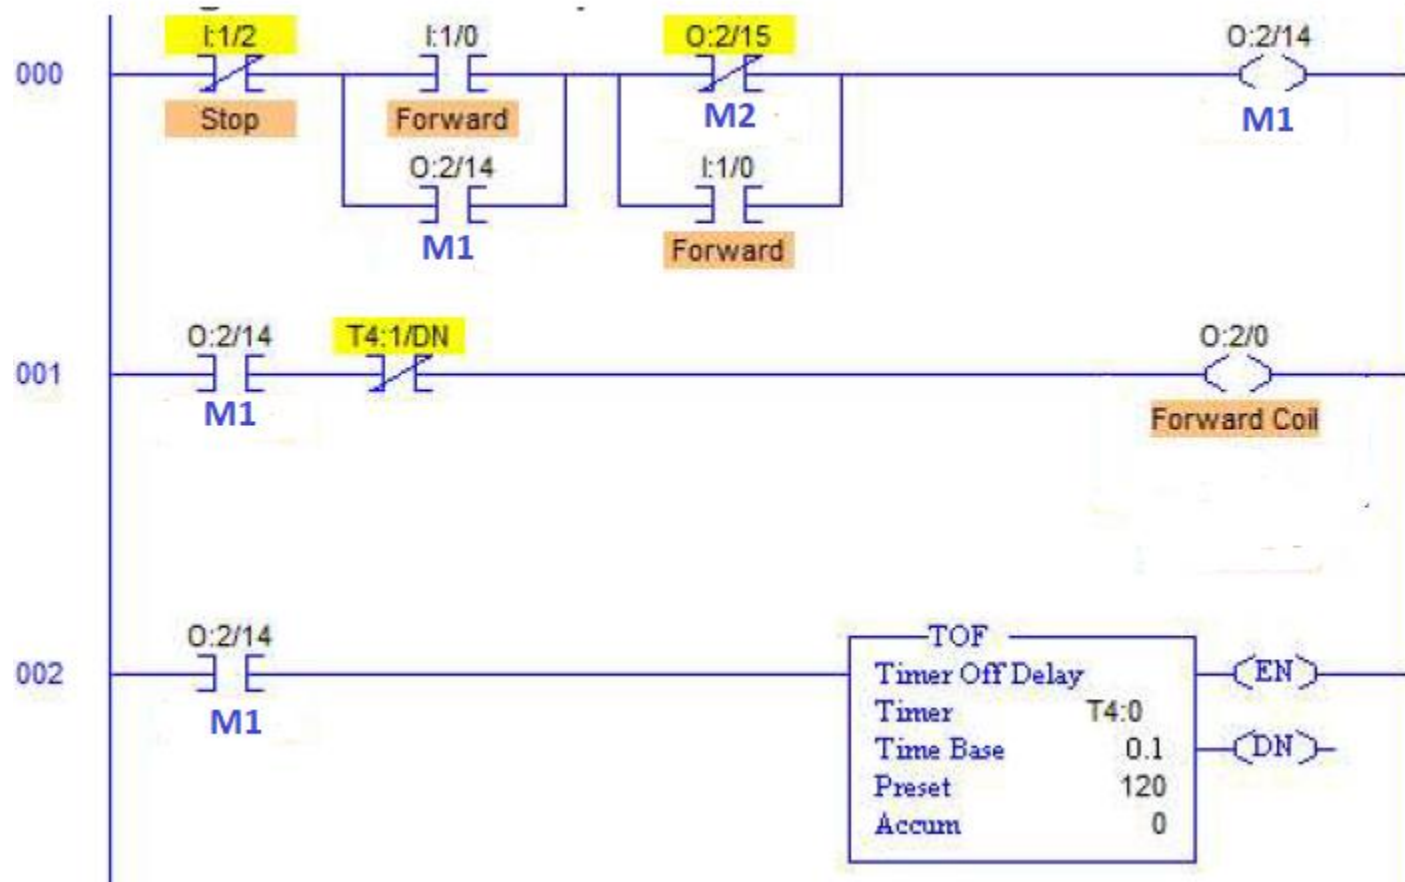 I:1/2 I:1/0 O:2/15 O:2/14
000
Stop Forward M2 M1
O:2/14 I:1/0
M1 Forward
O:2/14 T4:1/DN O:2/0
001
M1 Forward Coil
O:2/14 TOF
002 Timer Off Delay EN
M1 Timer T4:0
Time Base 0.1 DN
Preset 120
Accum 0